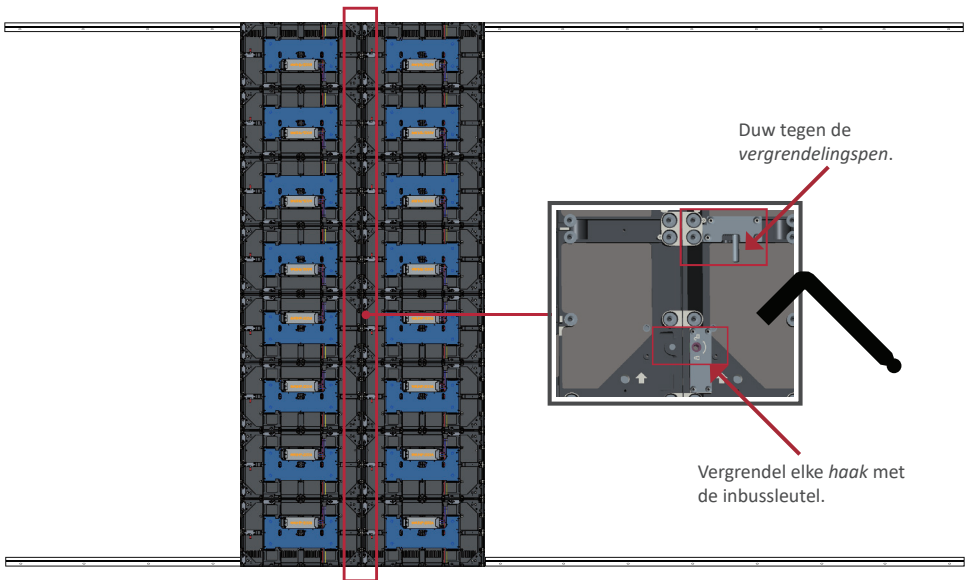 Duw tegen de
vergrendelingspen.
Vergrendel elke haak met
de inbussleutel.